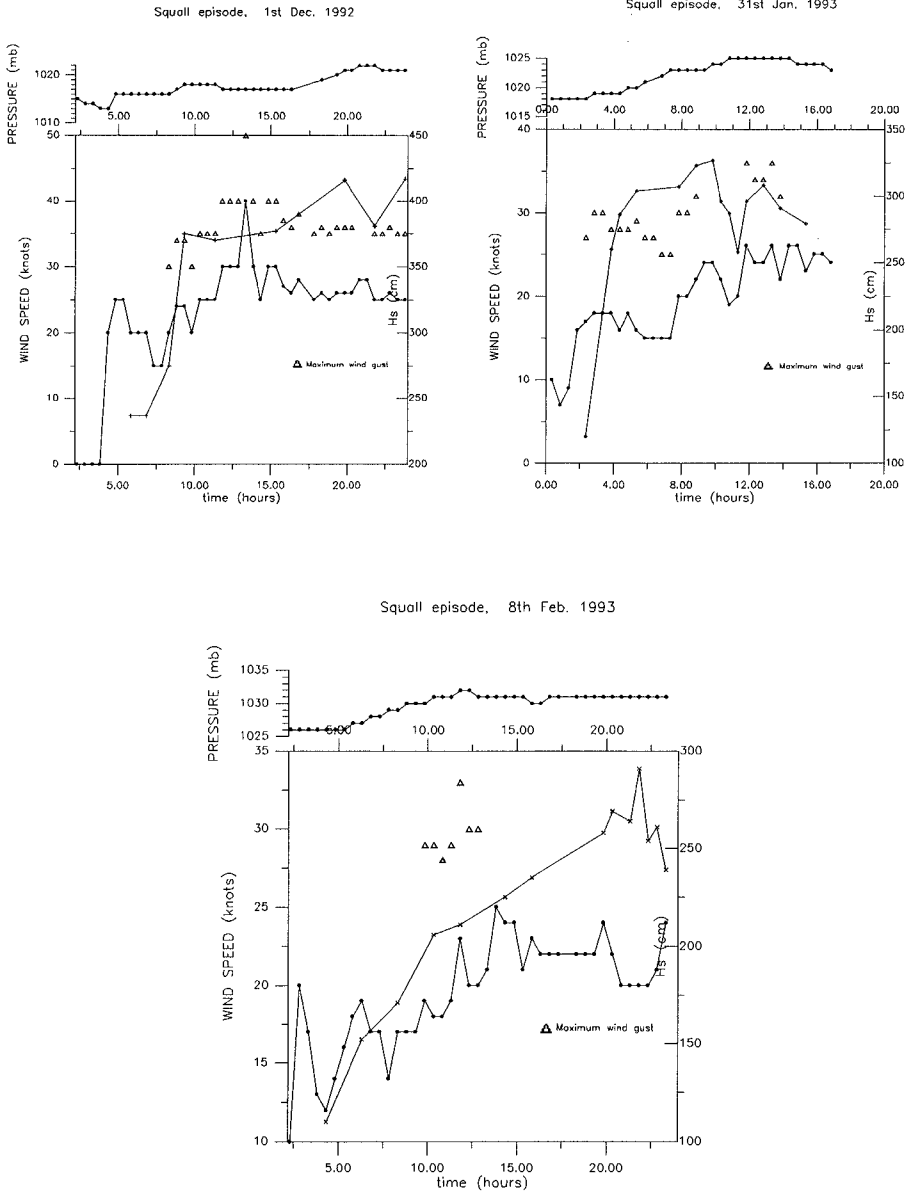 Squall episode, 1st Dec. 1992
PRESSURE (mb)
1020
1010
5.00 10.00 15.00 20.00
WIND SPEED (knots)
50
40
30
20
10
0
450
400
350
300
250
200
Hs (cm)
Maximum wind gust
5.00 10.00 15.00 20.00
time (hours)
Squall episode, 31st Jan, 1993
PRESSURE (mb)
1025
1020
1015
0.00 4.00 8.00 12.00 16.00 20.00
WIND SPEED (knots)
40
30
20
10
0
350
300
250
200
150
100
Hs (cm)
Maximum wind gust
0.00 4.00 8.00 12.00 16.00 20.00
time (hours)
Squall episode, 8th Feb. 1993
PRESSURE (mb)
1035
1030
1025
5.00 10.00 15.00 20.00
WIND SPEED (knots)
35
30
25
20
15
10
300
250
200
150
100
Hs (cm)
Maximum wind gust
5.00 10.00 15.00 20.00
time (hours)